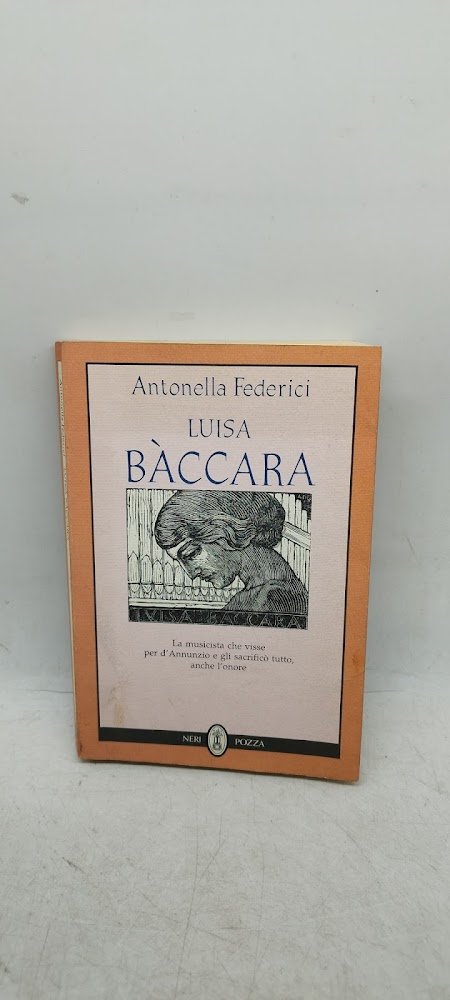 Antonella Federici
LUISA
BÀCCARA
LUISA BACCARA
La musicista che visse
per d'Annunzio e gli sacrificò tutto,
anche l'onore
NERI POZZA